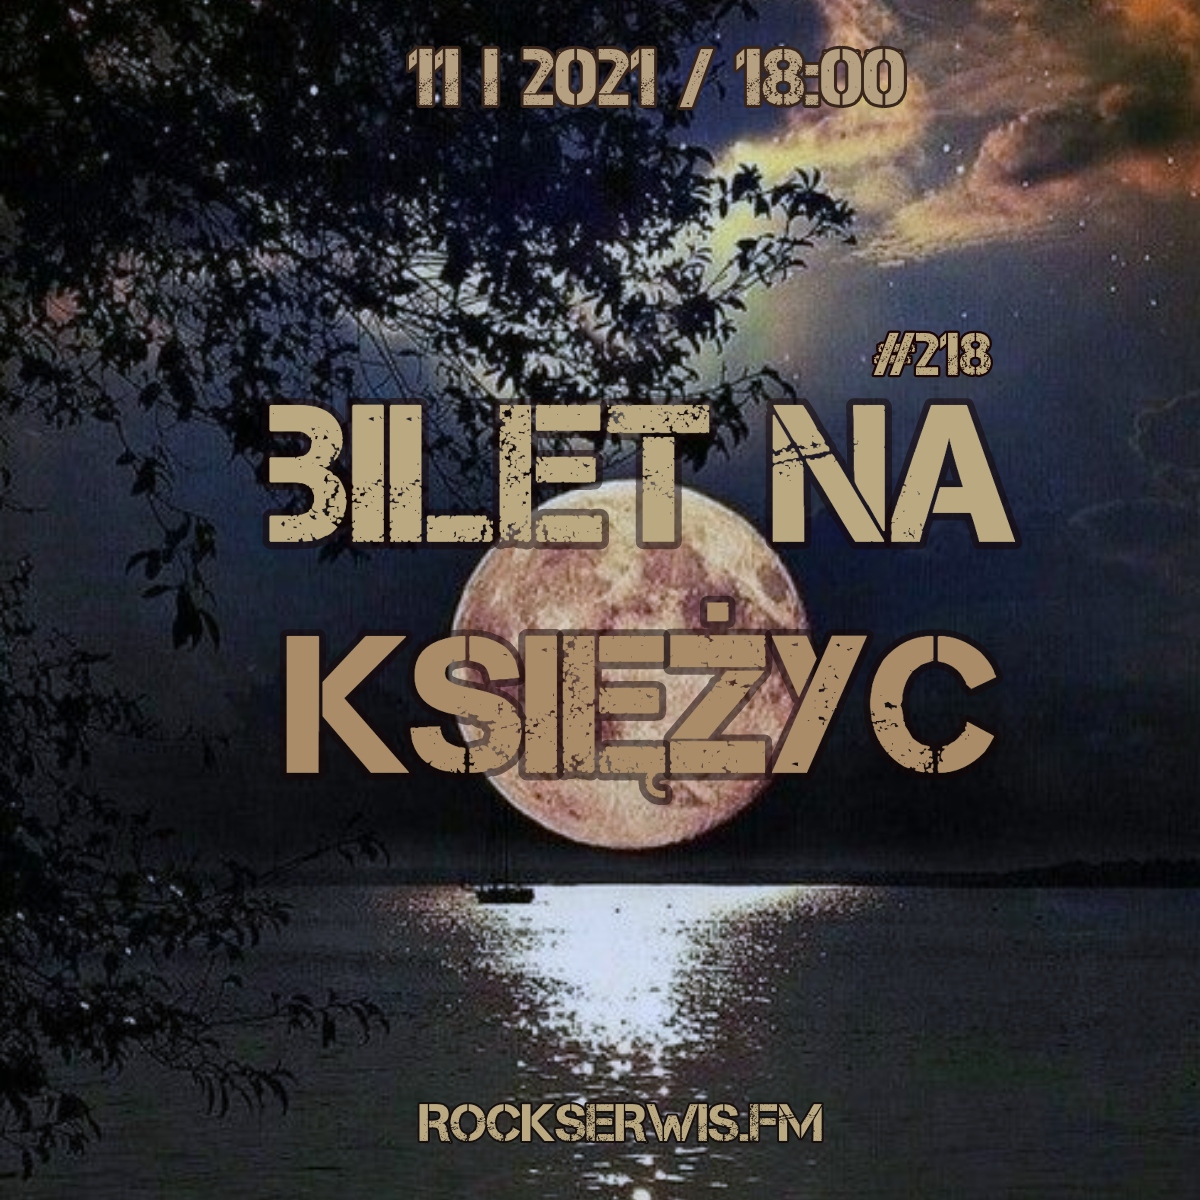 11 I 2021 / 18:00
#218
BILET NA
KSIĘŻYC
ROCKSERWIS.FM